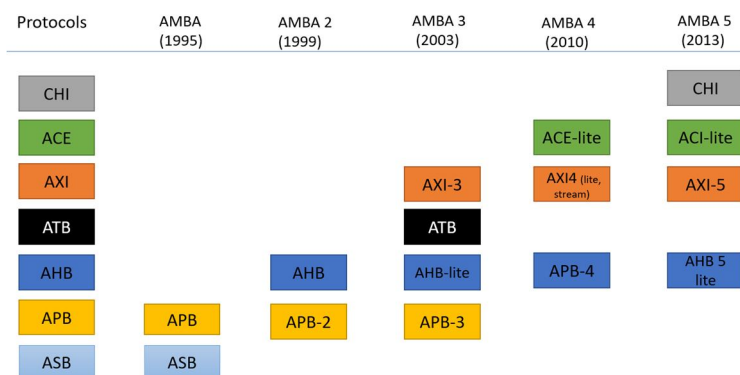 Protocols AMBA (1995) AMBA 2 (1999) AMBA 3 (2003) AMBA 4 (2010) AMBA 5 (2013)
CHI CHI
ACE ACE-lite ACI-lite
AXI AXI-3 AXI4 (lite, stream) AXI-5
ATB ATB
AHB AHB AHB-lite APB-4 AHB 5 lite
APB APB APB-2 APB-3
ASB ASB